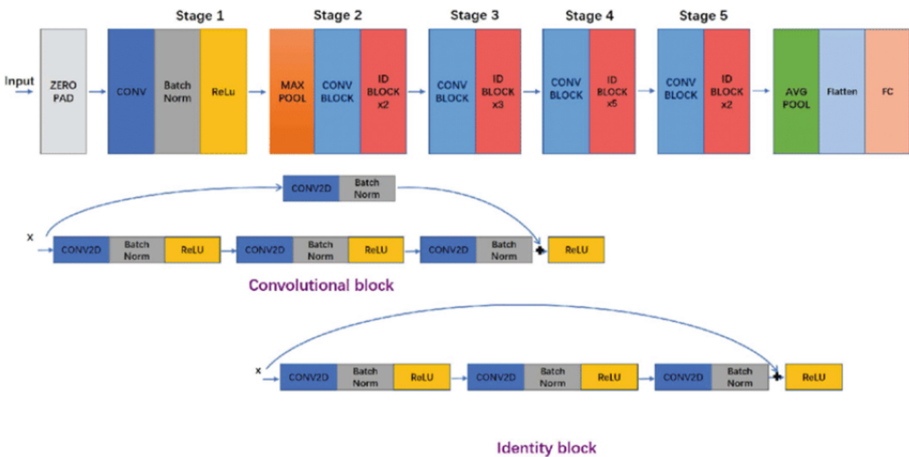 Stage 1 Stage 2 Stage 3 Stage 4 Stage 5
Input
ZERO
PAD
CONV
Batch
Norm
ReLu
MAX
POOL
CONV
BLOCK
ID
BLOCK
x2
CONV
BLOCK
ID
BLOCK
x3
CONV
BLOCK
ID
BLOCK
x5
CONV
BLOCK
ID
BLOCK
x2
AVG
POOL
Flatten
FC
CONV2D
Batch
Norm
x
CONV2D
Batch
Norm
ReLU
CONV2D
Batch
Norm
ReLU
CONV2D
Batch
Norm
+
ReLU
Convolutional block
x
CONV2D
Batch
Norm
ReLU
CONV2D
Batch
Norm
ReLU
CONV2D
Batch
Norm
+
ReLU
Identity block